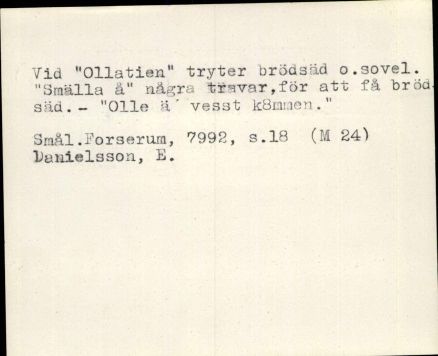 Vid "Ollatien" tryter brödsäd o.sovel.
"Smälla å" några travar,för att få bröd-
säd.- "Olle ä´ vesst k8mmen."
Smål.Forserum, 7992, s.18 (M 24)
Danielsson, E.